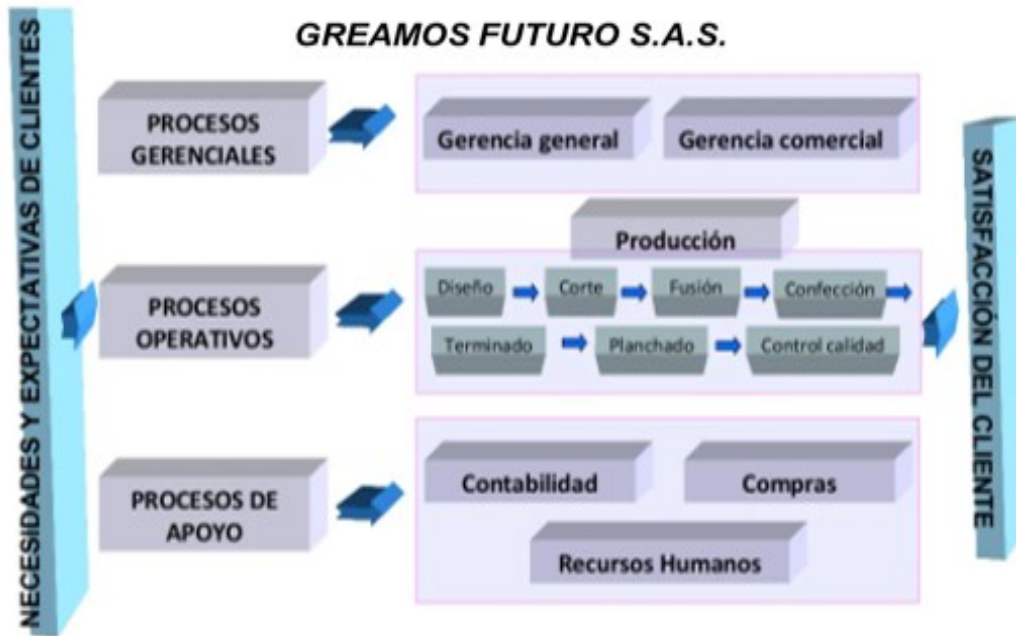 GREAMOS FUTURO S.A.S.
NECESIDADES Y EXPECTATIVAS DE CLIENTES
PROCESOS
GERENCIALES
Gerencia general
Gerencia comercial
PROCESOS
OPERATIVOS
Producción
Diseño
Corte
Fusión
Confección
Terminado
Planchado
Control calidad
PROCESOS DE
APOYO
Contabilidad
Compras
Recursos Humanos
SATISFACCIÓN DEL CLIENTE